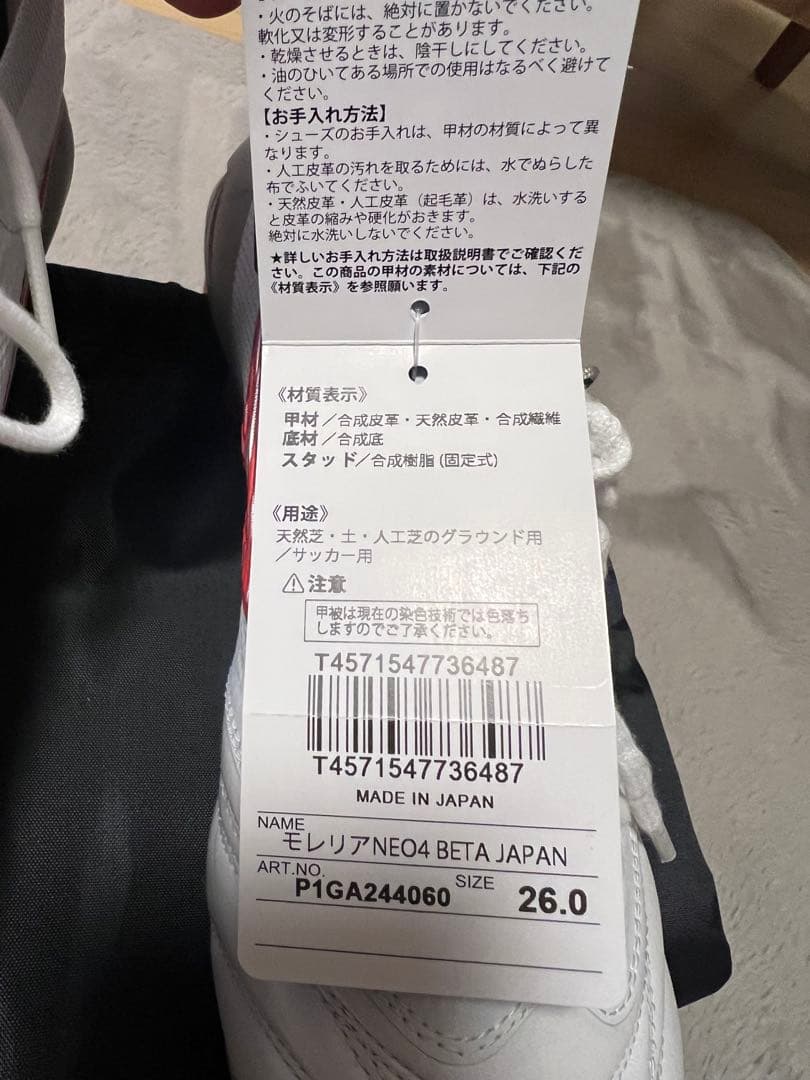 ・火のそばには、絶対に置かないでください。
軟化又は変形することがあります。
・乾燥させるときは、陰干しにしてください。
・油のひいてある場所での使用はなるべく避けて
ください。
【お手入れ方法】
・シューズのお手入れは、甲材の材質によって異
なります。
・人工皮革の汚れを取るためには、水でぬらした
布でふいてください。
・天然皮革・人工皮革（起毛革）は、水洗いする
と皮革の縮みや硬化がおきます。
絶対に水洗いしないでください。
★詳しいお手入れ方法は取扱説明書でご確認くだ
さい。この商品の甲材の素材については、下記の
《材質表示》を参照願います。
《材質表示》
甲材／合成皮革・天然皮革・合成繊維
底材／合成底
スタッド／合成樹脂(固定式)
《用途》
天然芝・土・人工芝のグラウンド用
／サッカー用
⚠注意
甲被は現在の染色技術では色落ち
しますのでご了承ください。
T4571547736487
T4571547736487
MADE IN JAPAN
NAME
モレリアNEO4 BETA JAPAN
ART.NO.
P1GA244060
SIZE
26.0